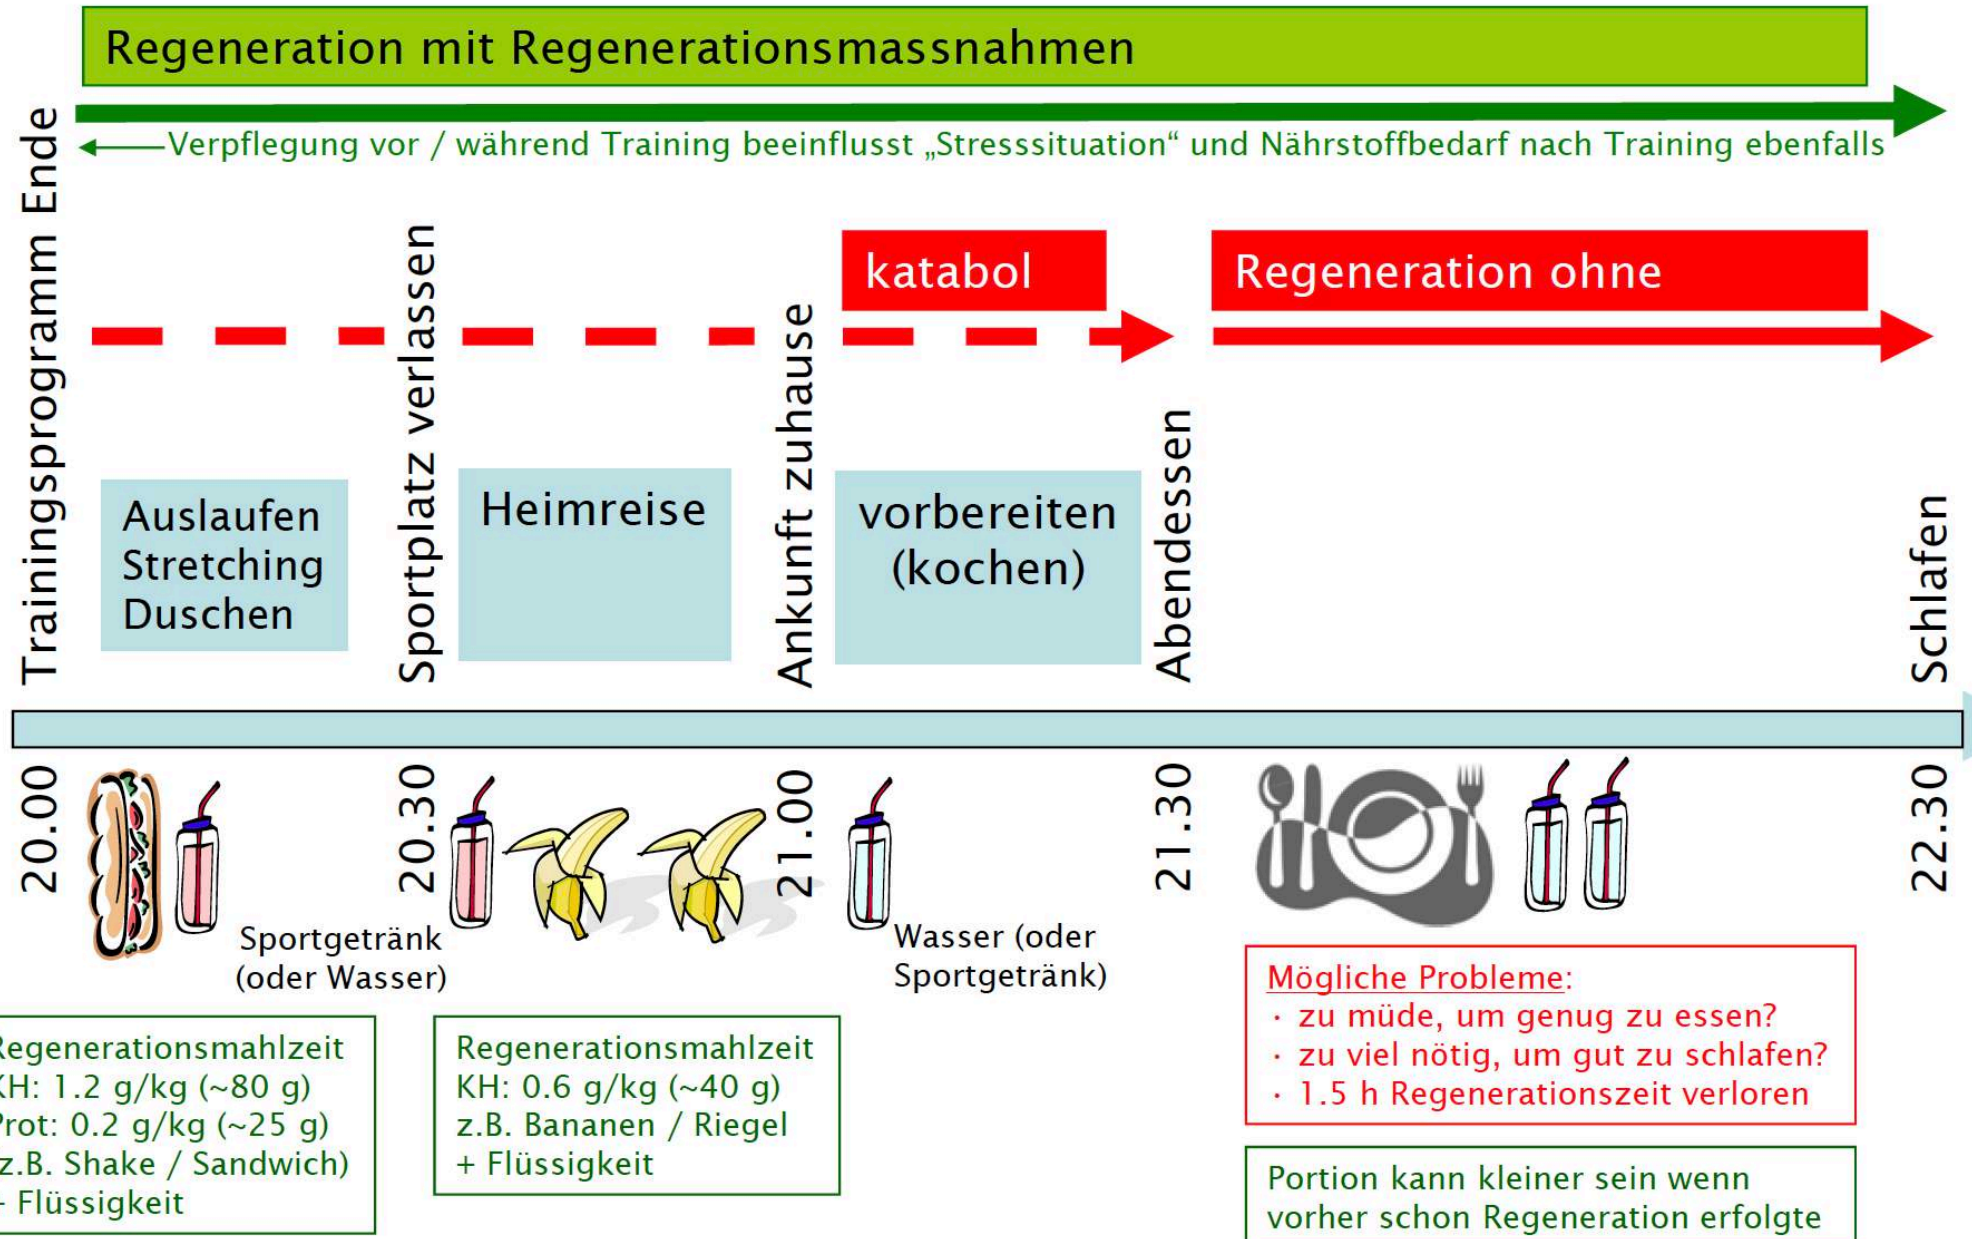 Regeneration mit Regenerationsmassnahmen
Verpflegung vor / während Training beeinflusst „Stresssituation“ und Nährstoffbedarf nach Training ebenfalls
Trainingsprogramm Ende
Sportplatz verlassen
Ankunft zuhause
katabol
Abendessen
Regeneration ohne
Schlafen
Auslaufen
Stretching
Duschen
Heimreise
vorbereiten
(kochen)
20.00
20.30
21.00
21.30
22.30
Sportgetränk
(oder Wasser)
Wasser (oder
Sportgetränk)
Regenerationsmahlzeit
KH: 1.2 g/kg (~80 g)
Prot: 0.2 g/kg (~25 g)
z.B. Shake / Sandwich)
+ Flüssigkeit
Regenerationsmahlzeit
KH: 0.6 g/kg (~40 g)
z.B. Bananen / Riegel
+ Flüssigkeit
Mögliche Probleme:
· zu müde, um genug zu essen?
· zu viel nötig, um gut zu schlafen?
· 1.5 h Regenerationszeit verloren
Portion kann kleiner sein wenn
vorher schon Regeneration erfolgte